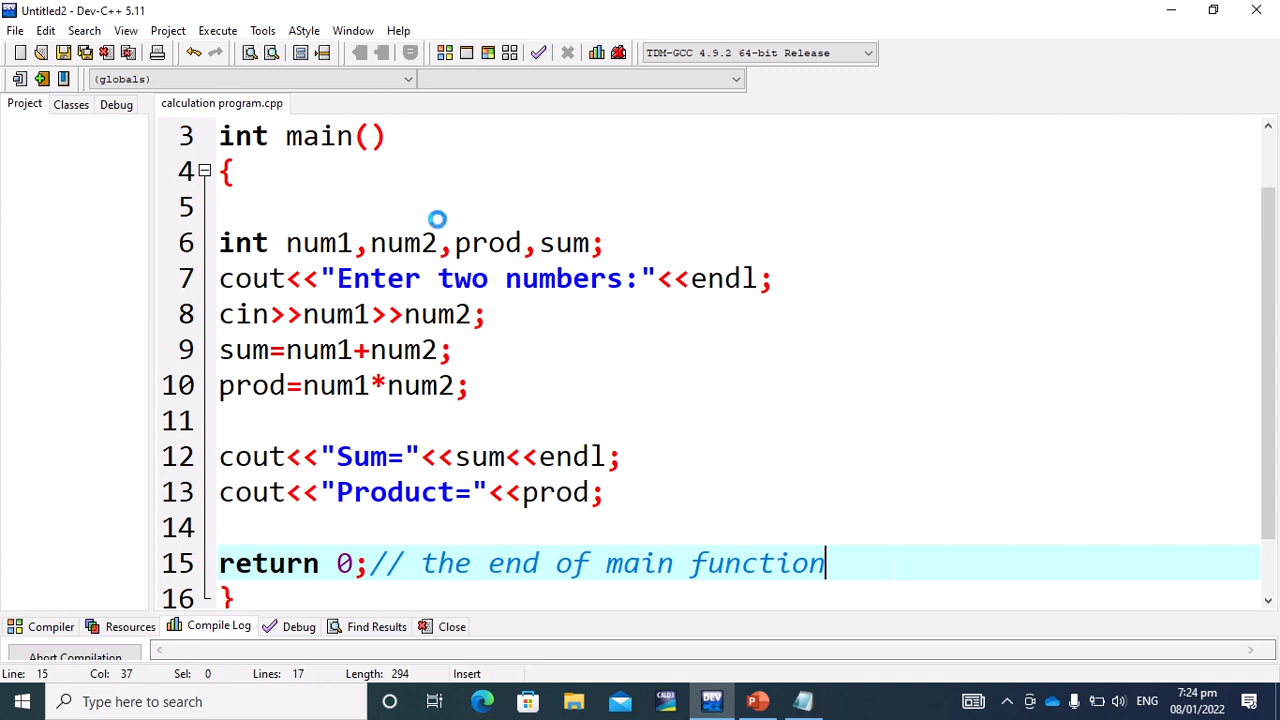 Untitled2 - Dev-C++ 5.11
File Edit Search View Project Execute Tools AStyle Window Help
TDM-GCC 4.9.2 64-bit Release
(globals)
Project Classes Debug calculation program.cpp
3 int main()
4 {
5
6 int num1,num2,prod,sum;
7 cout<<"Enter two numbers:"<<endl;
8 cin>>num1>>num2;
9 sum=num1+num2;
10 prod=num1*num2;
11
12 cout<<"Sum="<<sum<<endl;
13 cout<<"Product="<<prod;
14
15 return 0;// the end of main function
16 }
Compiler Resources Compile Log Debug Find Results Close
Abort Compilation
Line: 15 Col: 37 Sel: 0 Lines: 17 Length: 294 Insert
Type here to search
CALD3
DEV
ENG
7:24 pm
08/01/2022